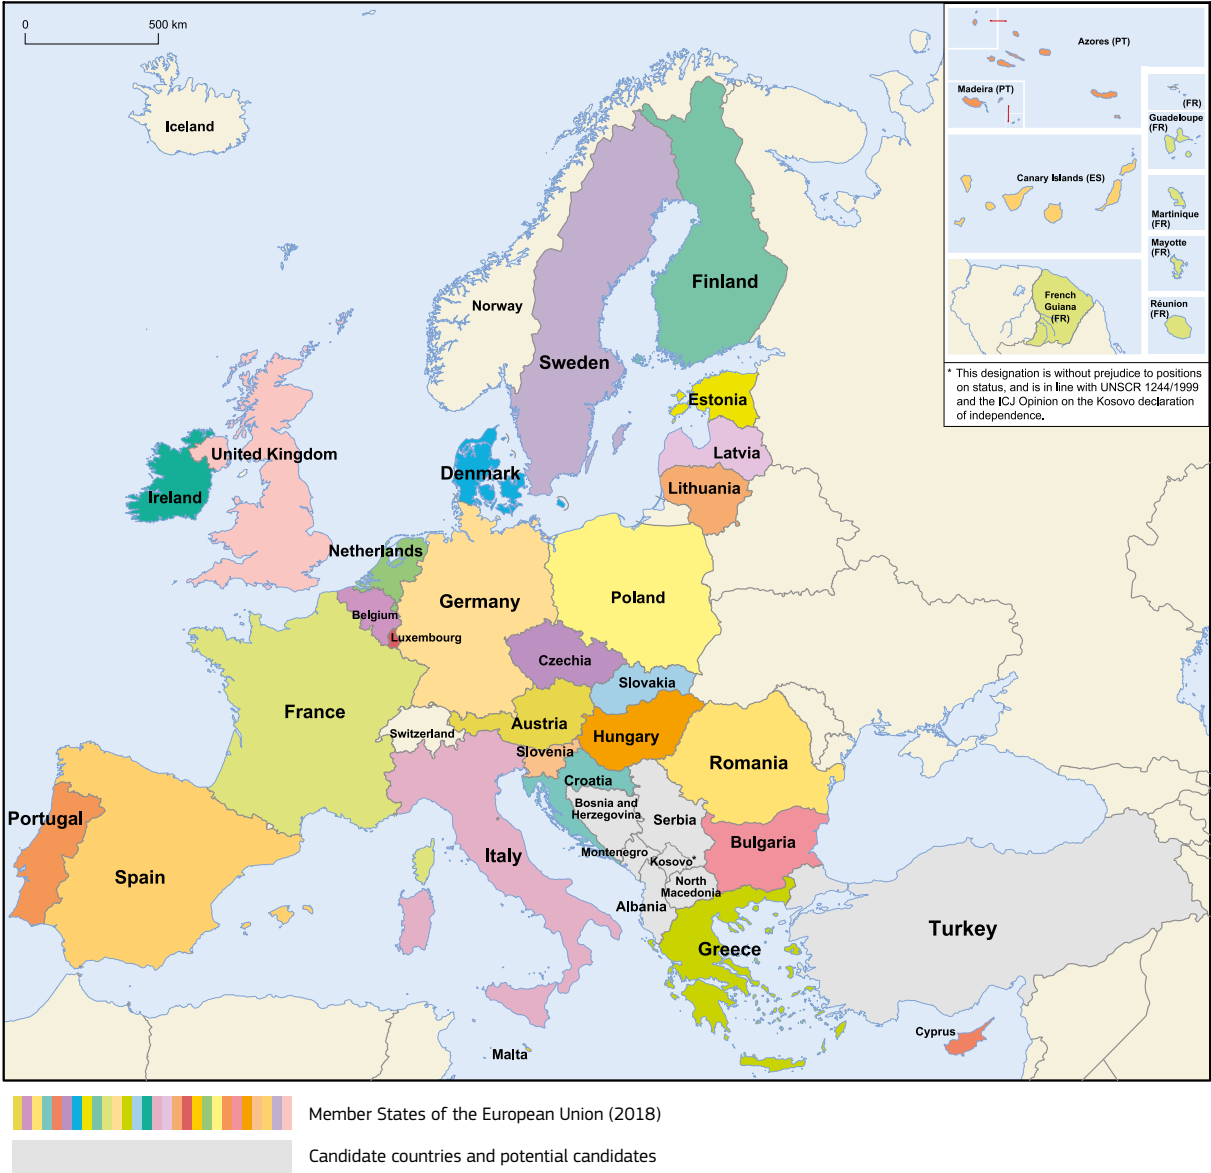 0
500 km
Iceland
Norway
Finland
Sweden
Estonia
Latvia
Lithuania
Denmark
United Kingdom
Ireland
Netherlands
Belgium
Luxembourg
Germany
Poland
Czechia
Slovakia
France
Switzerland
Austria
Hungary
Slovenia
Croatia
Romania
Bosnia and
Herzegovina
Serbia
Montenegro
Kosovo*
Bulgaria
North
Macedonia
Albania
Portugal
Spain
Italy
Greece
Turkey
Malta
Cyprus
Azores (PT)
Madeira (PT)
(FR)
Guadeloupe
(FR)
Canary Islands (ES)
Martinique
(FR)
Mayotte
(FR)
French
Guiana
(FR)
Réunion
(FR)
* This designation is without prejudice to positions
on status, and is in line with UNSCR 1244/1999
and the ICJ Opinion on the Kosovo declaration
of independence.
Member States of the European Union (2018)
Candidate countries and potential candidates